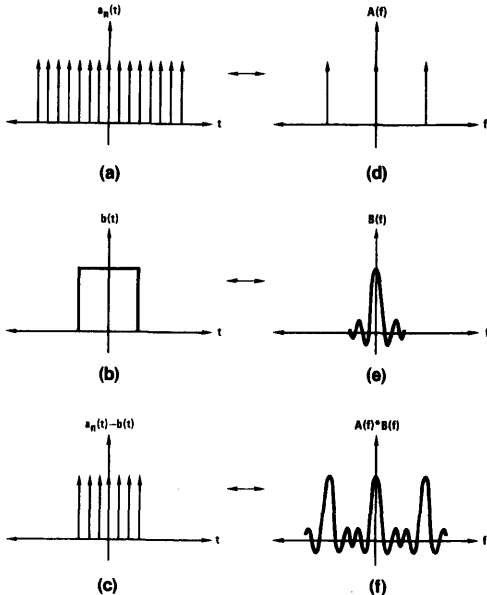 aₙ(t)
A(f)
t
f
(a)
(d)
b(t)
B(f)
t
f
(b)
(e)
aₙ(t)–b(t)
A(f)*B(f)
t
f
(c)
(f)